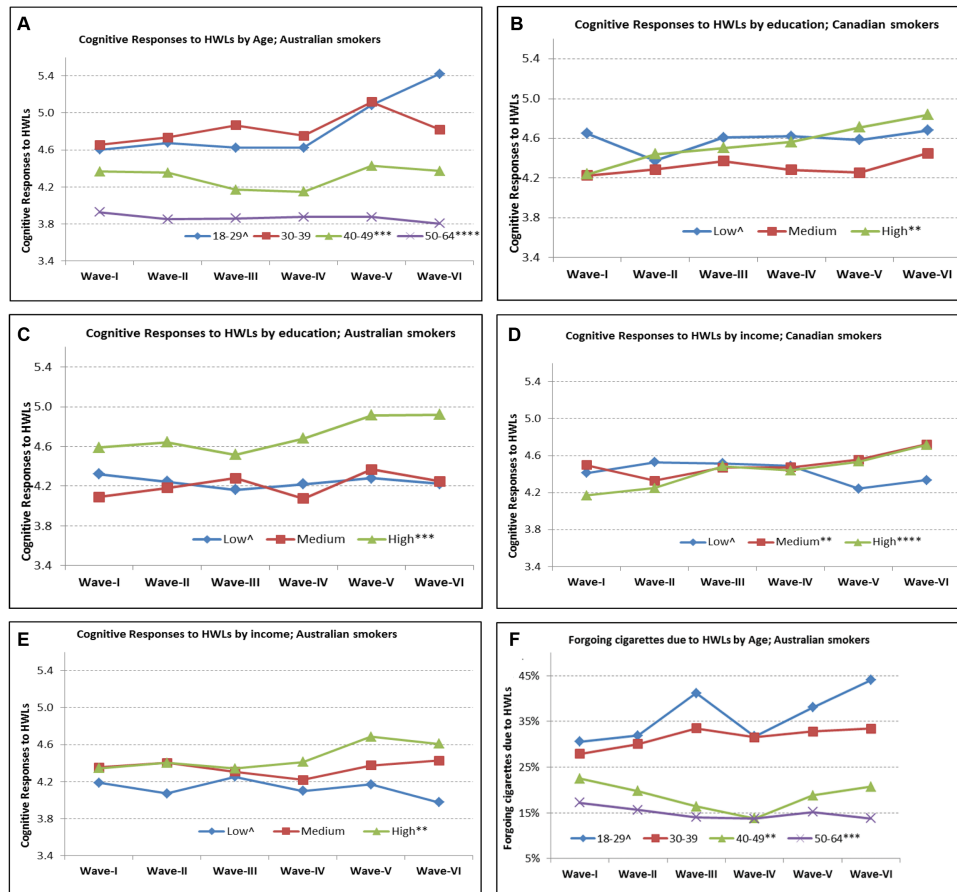 A
Cognitive Responses to HWLs by Age; Australian smokers
Cognitive Responses to HWLs
5.4
5.0
4.6
4.2
3.8
3.4
18-29^ 30-39 40-49*** 50-64****
Wave-I Wave-II Wave-III Wave-IV Wave-V Wave-VI
B
Cognitive Responses to HWLs by education; Canadian smokers
Cognitive Responses to HWLs
5.4
5.0
4.6
4.2
3.8
3.4
Low^ Medium High**
Wave-I Wave-II Wave-III Wave-IV Wave-V Wave-VI
C
Cognitive Responses to HWLs by education; Australian smokers
Cognitive Responses to HWLs
5.4
5.0
4.6
4.2
3.8
3.4
Low^ Medium High***
Wave-I Wave-II Wave-III Wave-IV Wave-V Wave-VI
D
Cognitive Responses to HWLs by income; Canadian smokers
Cognitive Responses to HWLs
5.4
5.0
4.6
4.2
3.8
3.4
Low^ Medium** High****
Wave-I Wave-II Wave-III Wave-IV Wave-V Wave-VI
E
Cognitive Responses to HWLs by income; Australian smokers
Cognitive Responses to HWLs
5.4
5.0
4.6
4.2
3.8
3.4
Low^ Medium High**
Wave-I Wave-II Wave-III Wave-IV Wave-V Wave-VI
F
Forgoing cigarettes due to HWLs by Age; Australian smokers
Forgoing cigarettes due to HWLs
45%
35%
25%
15%
5%
18-29^ 30-39 40-49** 50-64***
Wave-I Wave-II Wave-III Wave-IV Wave-V Wave-VI